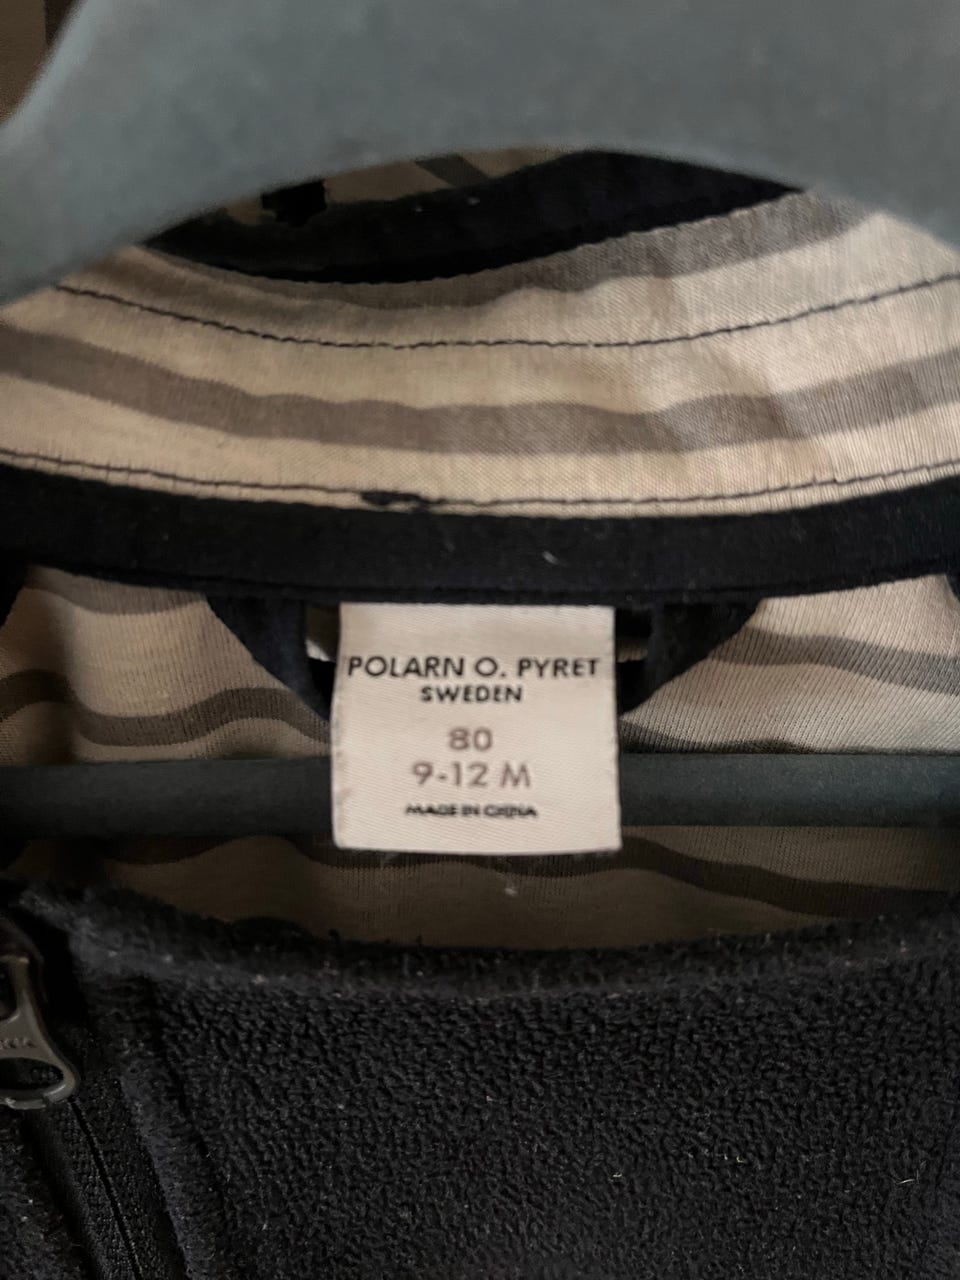 POLARN O. PYRET
SWEDEN
80
9-12 M
MADE IN CHINA